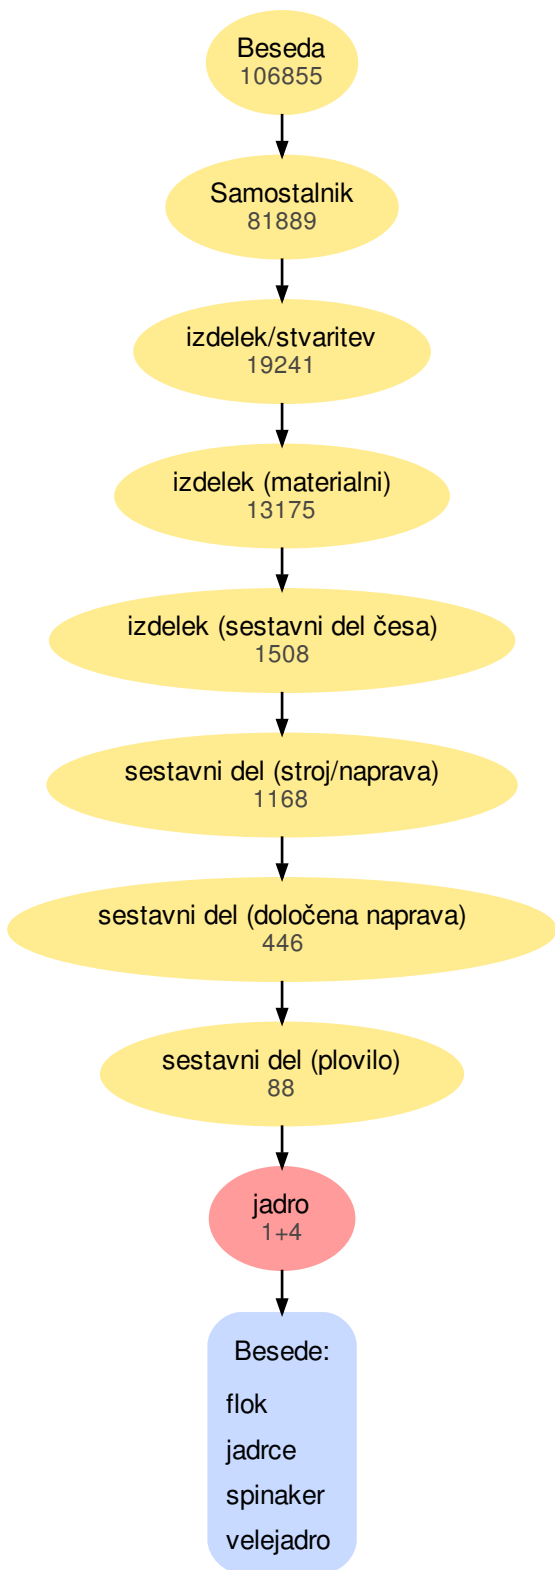 Beseda
106855
Samostalnik
81889
izdelek/stvaritev
19241
izdelek (materialni)
13175
izdelek (sestavni del česa)
1508
sestavni del (stroj/naprava)
1168
sestavni del (določena naprava)
446
sestavni del (plovilo)
88
jadro
1+4
Besede:
flok
jadrce
spinaker
velejadro